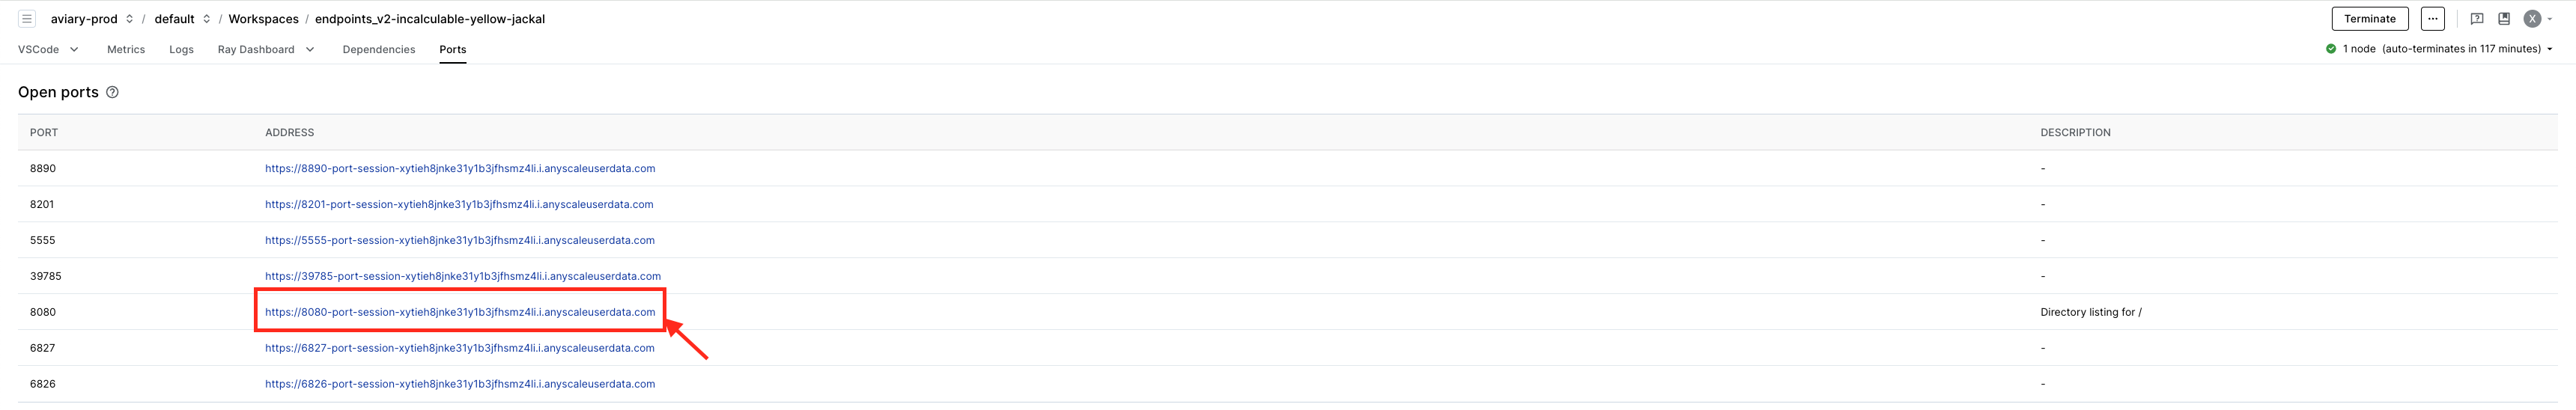 aviary-prod / default / Workspaces / endpoints_v2-incalculable-yellow-jackal Terminate ... X
VSCode Metrics Logs Ray Dashboard Dependencies Ports 1 node (auto-terminates in 117 minutes)
Open ports
PORT ADDRESS DESCRIPTION
8890 https://8890-port-session-xytieh8jnke31y1b3jfhsmz4li.i.anyscaleuserdata.com -
8201 https://8201-port-session-xytieh8jnke31y1b3jfhsmz4li.i.anyscaleuserdata.com -
5555 https://5555-port-session-xytieh8jnke31y1b3jfhsmz4li.i.anyscaleuserdata.com -
39785 https://39785-port-session-xytieh8jnke31y1b3jfhsmz4li.i.anyscaleuserdata.com -
8080 https://8080-port-session-xytieh8jnke31y1b3jfhsmz4li.i.anyscaleuserdata.com Directory listing for /
6827 https://6827-port-session-xytieh8jnke31y1b3jfhsmz4li.i.anyscaleuserdata.com -
6826 https://6826-port-session-xytieh8jnke31y1b3jfhsmz4li.i.anyscaleuserdata.com -